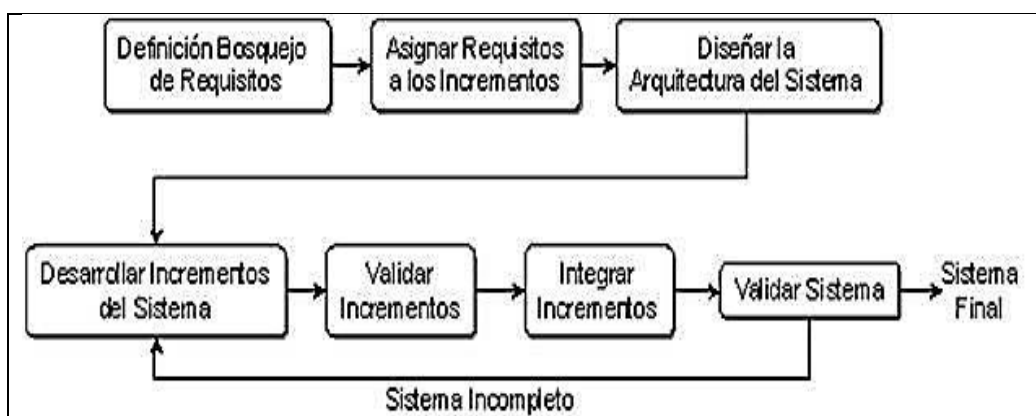 Definición Bosquejo
de Requisitos
Asignar Requisitos
a los Incrementos
Diseñar la
Arquitectura del Sistema
Desarrollar Incrementos
del Sistema
Validar
Incrementos
Integrar
Incrementos
Validar Sistema
Sistema
Final
Sistema Incompleto